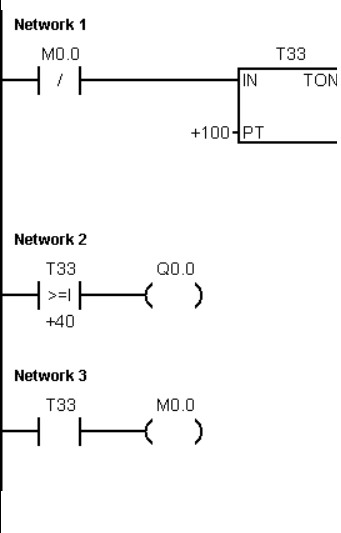 Network 1
M0.0 T33
/ IN TON
+100 PT
Network 2
T33 Q0.0
>=I
+40
Network 3
T33 M0.0